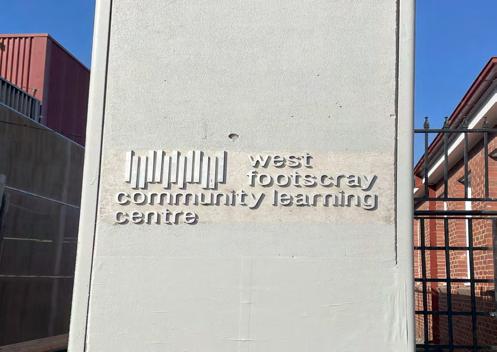 west
footscray
community learning
centre